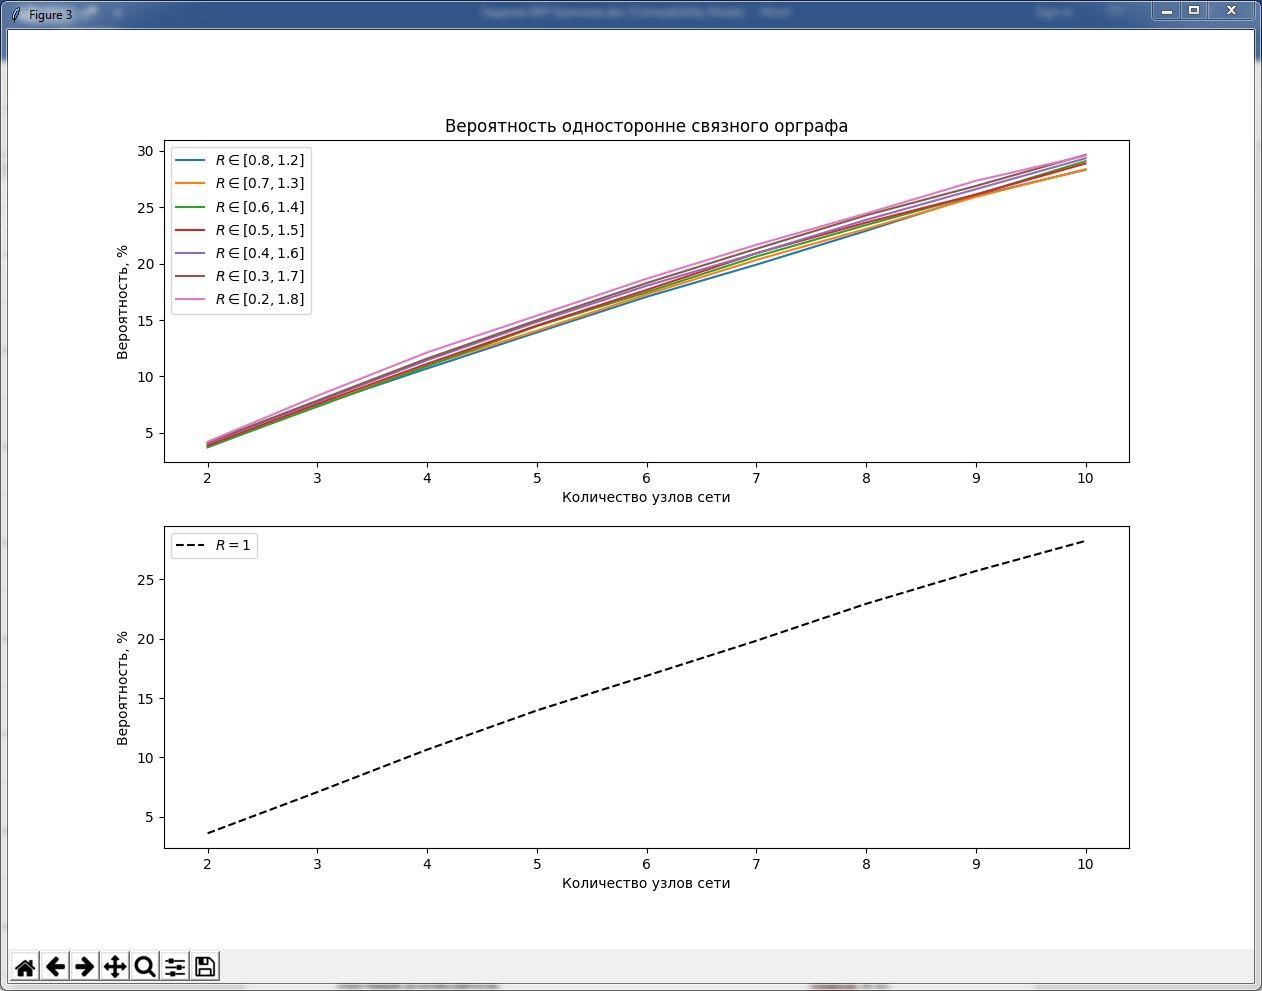 Figure 3
Вероятность односторонне связного орграфа
Вероятность, %
30
25
20
15
10
5
R ∈ [0.8, 1.2]
R ∈ [0.7, 1.3]
R ∈ [0.6, 1.4]
R ∈ [0.5, 1.5]
R ∈ [0.4, 1.6]
R ∈ [0.3, 1.7]
R ∈ [0.2, 1.8]
2 3 4 5 6 7 8 9 10
Количество узлов сети
Вероятность, %
25
20
15
10
5
R = 1
2 3 4 5 6 7 8 9 10
Количество узлов сети